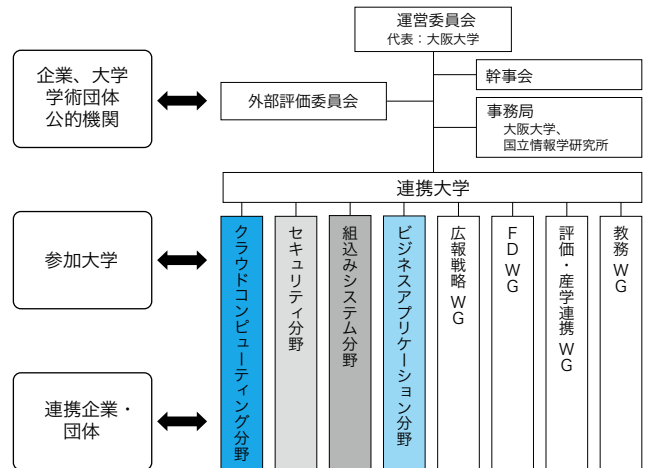 運営委員会
代表：大阪大学
企業、大学
学術団体
公的機関
外部評価委員会
幹事会
事務局
大阪大学、
国立情報学研究所
連携大学
参加大学
連携企業・
団体
クラウドコンピューティング分野
セキュリティ分野
組込みシステム分野
ビジネスアプリケーション分野
広報戦略WG
FDWG
評価・産学連携WG
教務WG